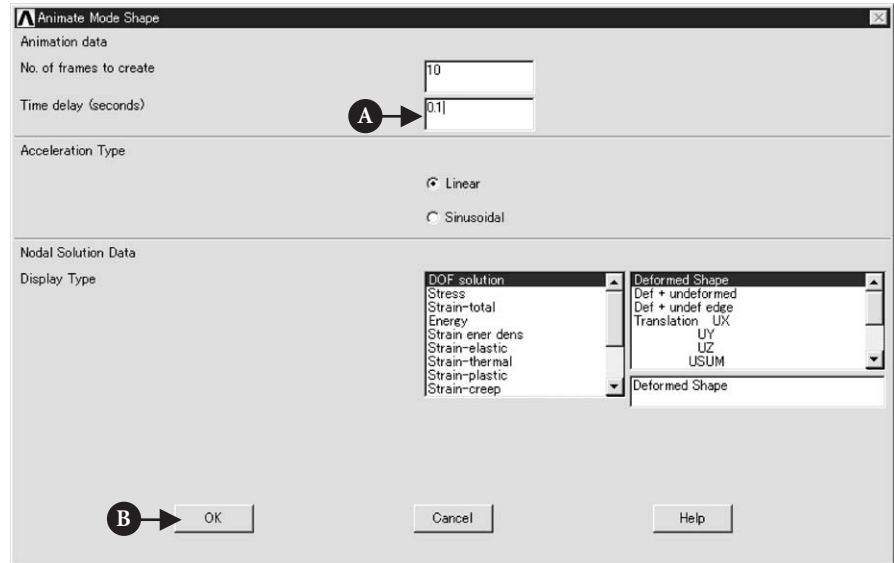 Animate Mode Shape
Animation data
No. of frames to create
10
Time delay (seconds)
A
0.1
Acceleration Type
Linear
Sinusoidal
Nodal Solution Data
Display Type
DOF solution
Stress
Strain-total
Energy
Strain ener dens
Strain-elastic
Strain-thermal
Strain-plastic
Strain-creep
Deformed Shape
Def + undeformed
Def + undef edge
Translation UX
UY
UZ
USUM
Deformed Shape
B
OK
Cancel
Help